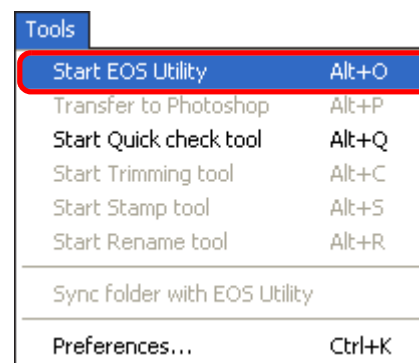 Tools
Start EOS Utility Alt+O
Transfer to Photoshop Alt+P
Start Quick check tool Alt+Q
Start Trimming tool Alt+C
Start Stamp tool Alt+S
Start Rename tool Alt+R
Sync folder with EOS Utility
Preferences... Ctrl+K